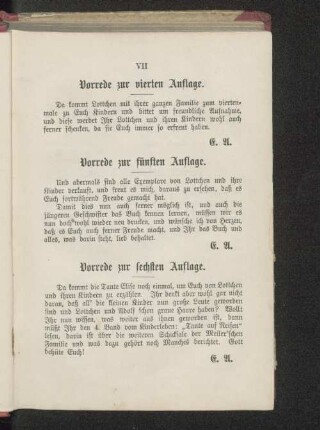 VII
Vorrede zur vierten Auflage.
Da kommt Lottchen mit ihrer ganzen Familie zum vierten-
male zu Euch Kindern und bittet um freundliche Aufnahme,
und diese werdet Ihr Lottchen und ihren Kindern wohl auch
ferner schenken, da sie Euch immer so erfreut haben.
E. A.
Vorrede zur fünften Auflage.
Und abermals sind alle Exemplare von Lottchen und ihre
Kinder verkauft, und freut es mich, daraus zu ersehen, daß es
Euch fortwährend Freude gemacht hat.
Damit dies nun auch ferner möglich ist, und auch die
jüngeren Geschwister das Buch kennen lernen, müssen wir es
nun doch wohl wieder neu drucken, und wünsche ich von Herzen,
daß es Euch auch ferner Freude macht, und Ihr das Buch und
alles, was darin steht, lieb behaltet.
E. A.
Vorrede zur sechsten Auflage.
Da kommt die Tante Elise noch einmal, um Euch von Lottchen
und ihren Kindern zu erzählen. Ihr denkt aber wohl gar nicht
daran, daß all' die kleinen Kinder nun große Leute geworden
sind und Lottchen und Adolf schon graue Haare haben? Wollt
Ihr nun wissen, was weiter aus ihnen geworden ist, dann
müßt Ihr den 4. Band vom Kinderleben: „Tante auf Reisen"
lesen, darin ist über die weiteren Schicksale der
Familie und was dazu gehört noch Manches berichtet. Gott
behüte Euch!
E. A.